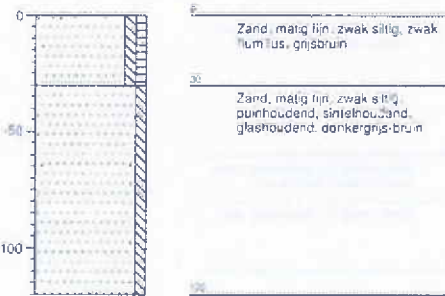 0
Zand, matig fijn, zwak siltig, zwak
humeus, grijsbruin
30
Zand, matig fijn, zwak siltig,
puinhoudend, sintelhoudend,
glashoudend, donkergrijs-bruin
50
100